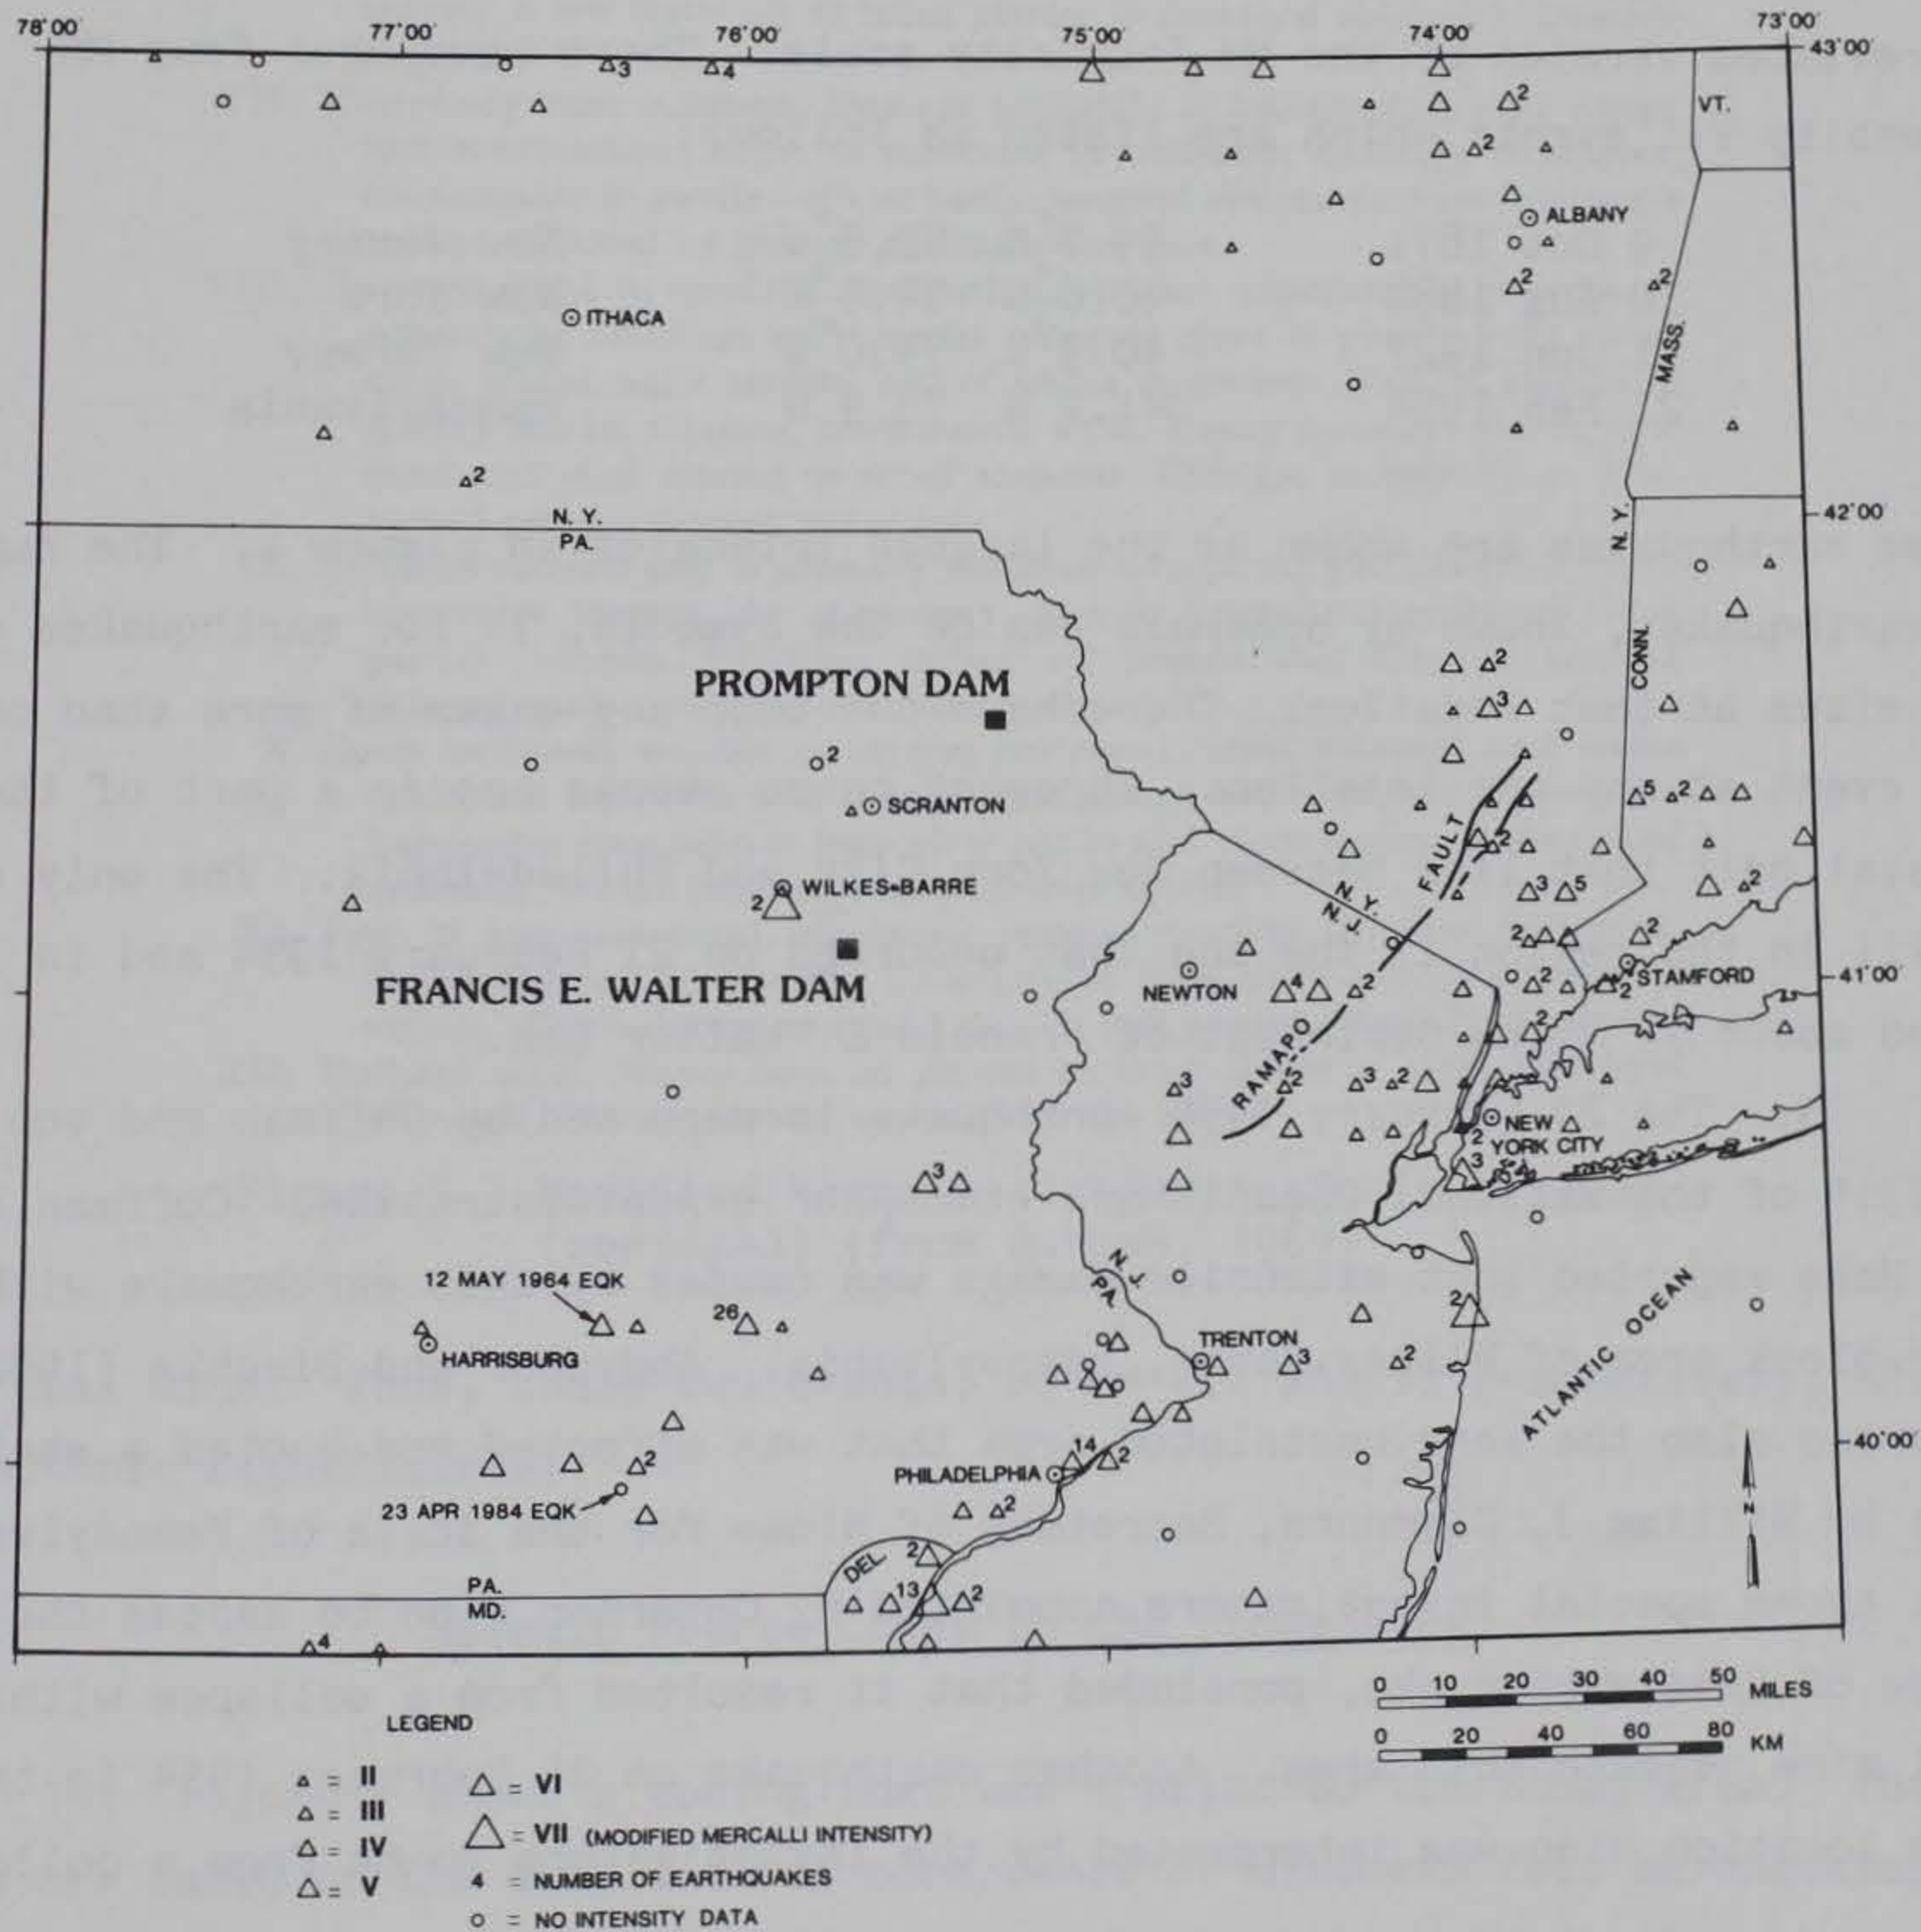 78°00' 77°00' 76°00' 75°00' 74°00' 73°00'
43°00'
3 4
2
VT.
2
ALBANY
2 2
ITHACA
MASS.
2
N. Y.
PA.
42°00'
N. Y.
CONN.
PROMPTON DAM
2
3
2
SCRANTON
5 2
FAULT
2
WILKES-BARRE
2
3 5
2
N. Y.
N. J.
2 2
FRANCIS E. WALTER DAM
NEWTON
4 2
2
STAMFORD
2
41°00'
2
RAMAPO
3 2 3 2
NEW
YORK CITY
2
3
3
N. J.
PA.
12 MAY 1964 EQK
26
2
HARRISBURG
TRENTON
3 2
ATLANTIC OCEAN
40°00'
2
14
2
PHILADELPHIA
23 APR 1984 EQK
2
N
DEL.
2
13 2
PA.
MD.
4
0 10 20 30 40 50 MILES
0 20 40 60 80 KM
LEGEND
= II
= III
= IV
= V
= VI
= VII (MODIFIED MERCALLI INTENSITY)
4 = NUMBER OF EARTHQUAKES
= NO INTENSITY DATA